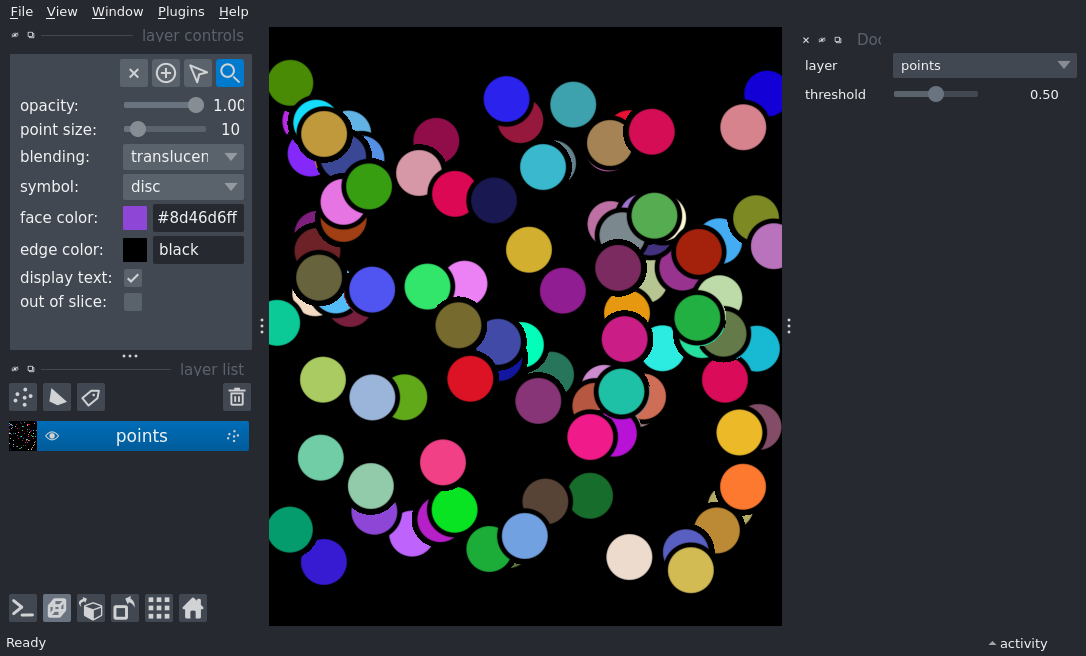 File View Window Plugins Help
layer controls
opacity: 1.00
point size: 10
blending: translucen
symbol: disc
face color: #8d46d6ff
edge color: black
display text:
out of slice:
layer list
points
Ready
Doc
layer points
threshold 0.50
activity